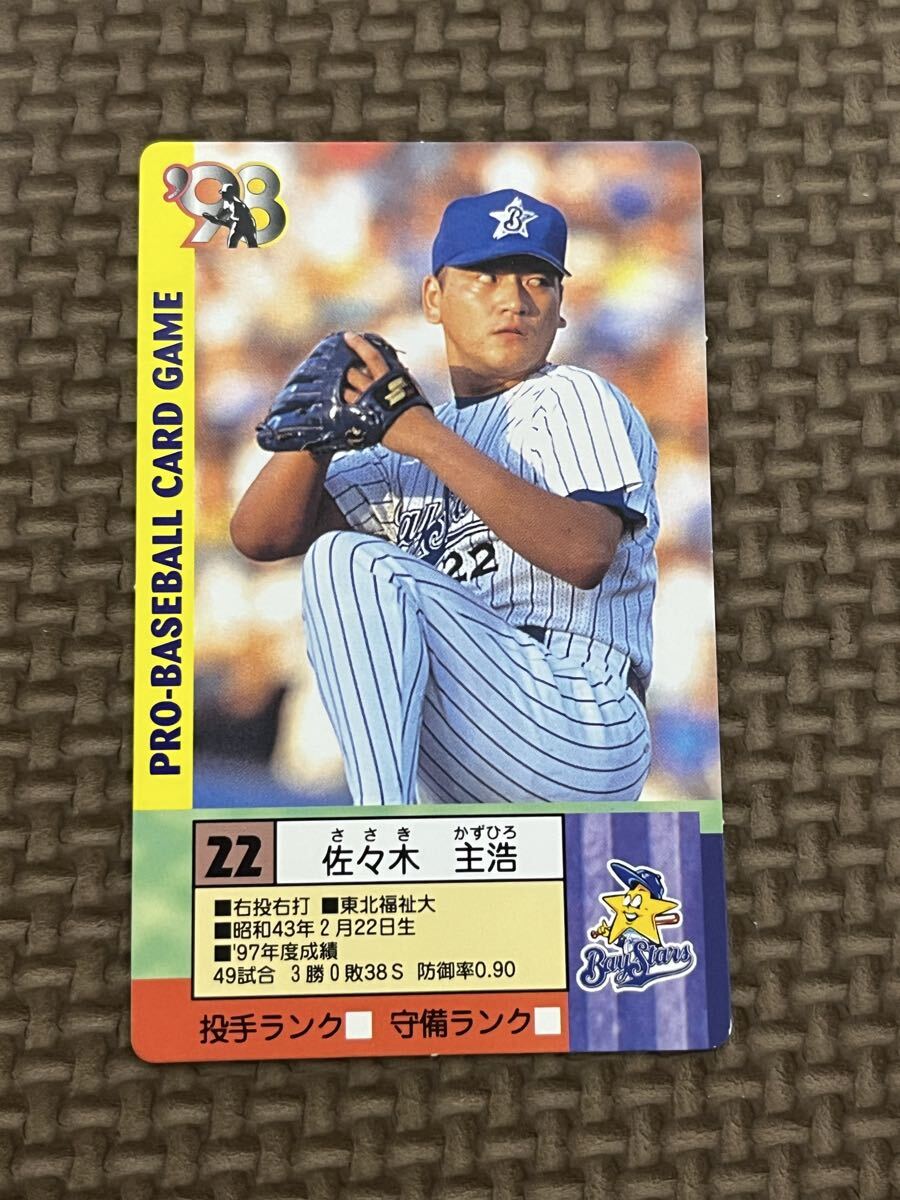 '98
PRO-BASEBALL CARD GAME
B
22
22
ささき かずひろ
佐々木 主浩
■右投右打 ■東北福祉大
■昭和43年2月22日生
■'97年度成績
49試合 3勝0敗38S 防御率0.90
BayStars
投手ランク□ 守備ランク□